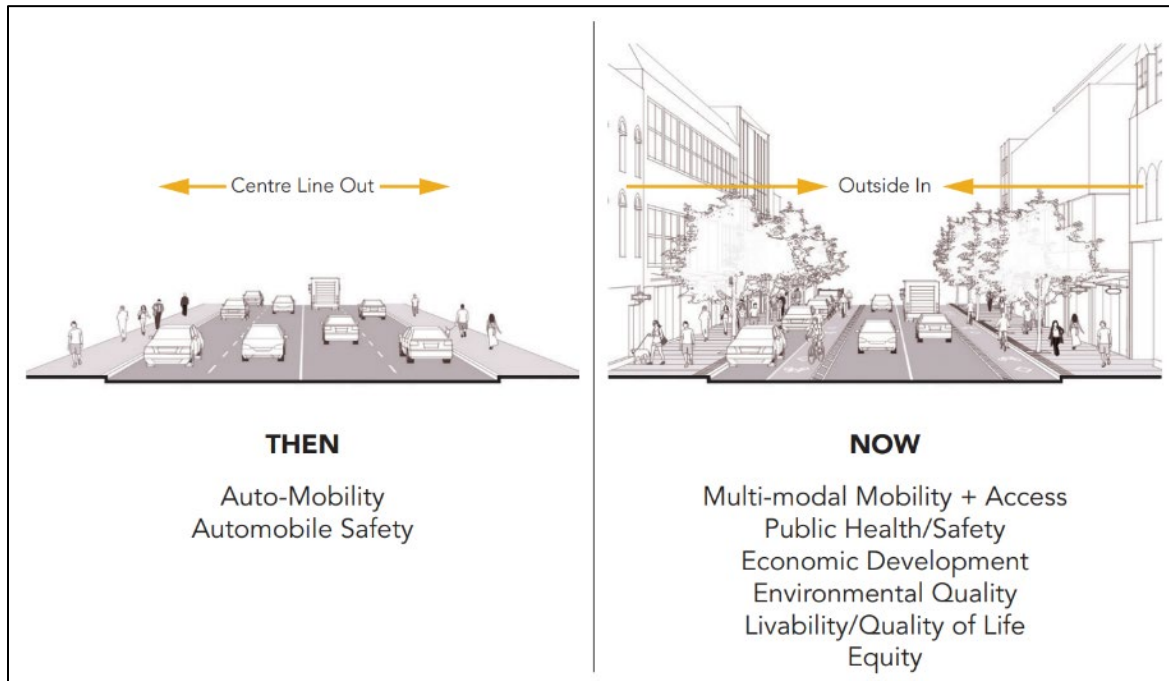 Centre Line Out
THEN
Auto-Mobility
Automobile Safety
Outside In
NOW
Multi-modal Mobility + Access
Public Health/Safety
Economic Development
Environmental Quality
Livability/Quality of Life
Equity